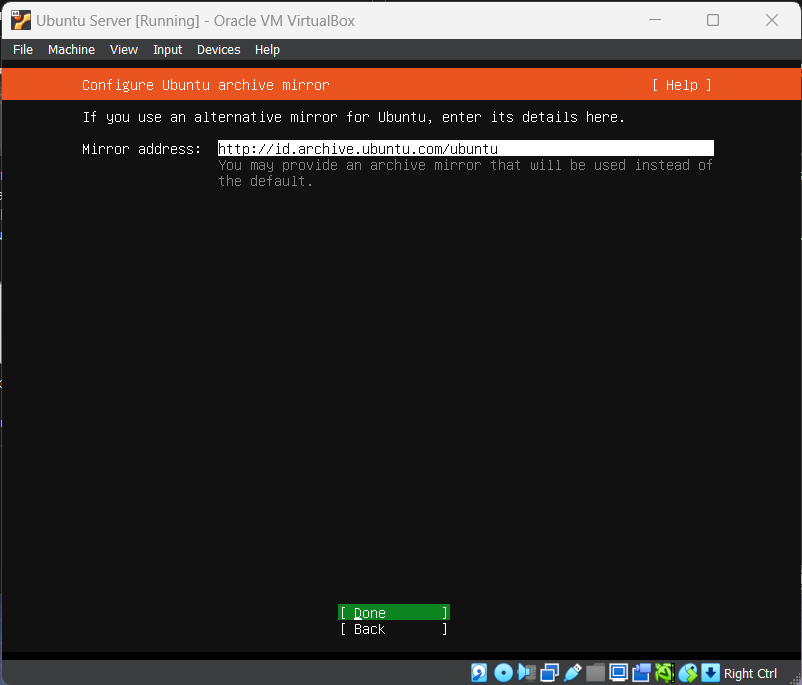 Ubuntu Server [Running] - Oracle VM VirtualBox
File Machine View Input Devices Help
Configure Ubuntu archive mirror [ Help ]
If you use an alternative mirror for Ubuntu, enter its details here.
Mirror address: http://id.archive.ubuntu.com/ubuntu
You may provide an archive mirror that will be used instead of
the default.
[ Done ]
[ Back ]
Right Ctrl